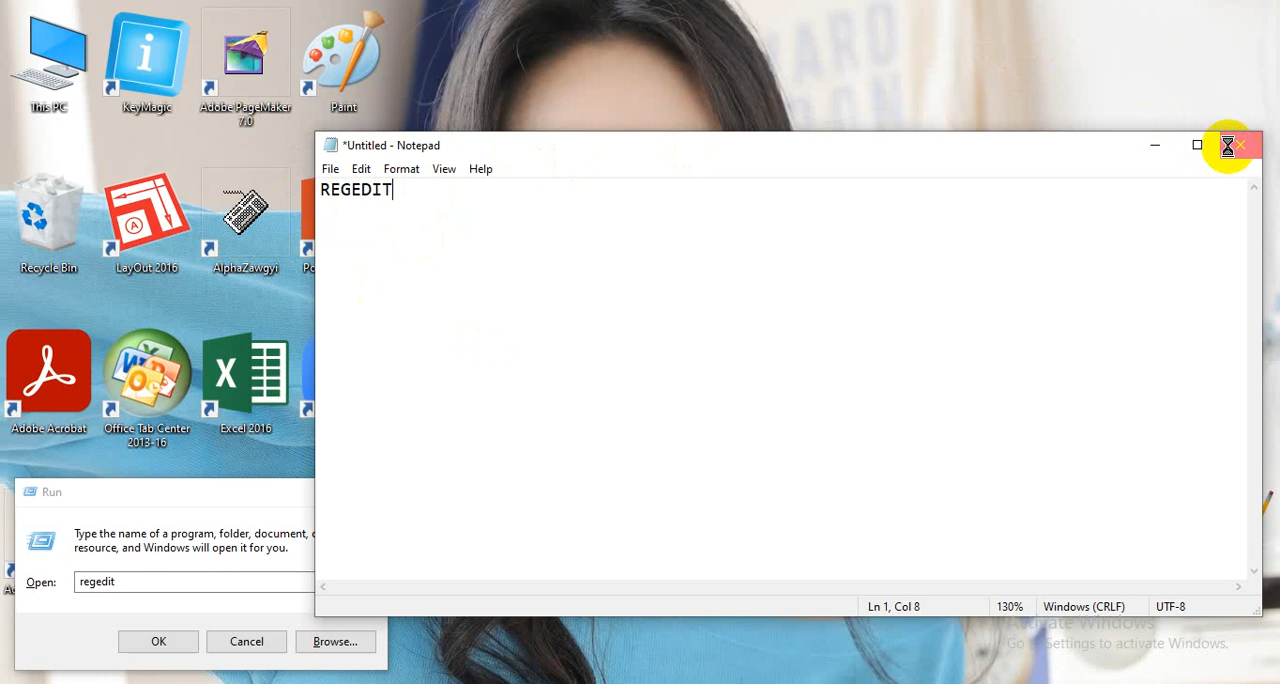 This PC
KeyMagic
Adobe PageMaker
7.0
Paint
*Untitled - Notepad
File Edit Format View Help
REGEDIT
Recycle Bin
LayOut 2016
AlphaZawgyi
Adobe Acrobat
Office Tab Center
2013-16
Excel 2016
Run
Type the name of a program, folder, document,
resource, and Windows will open it for you.
Open: regedit
OK Cancel Browse...
Ln 1, Col 8 130% Windows (CRLF) UTF-8
Activate Windows
Go to Settings to activate Windows.